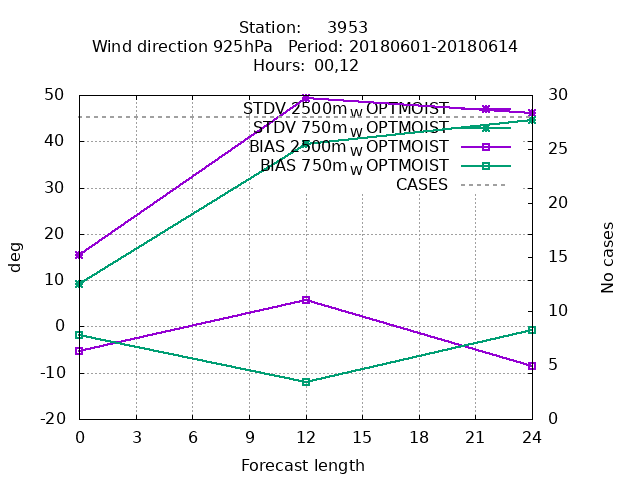 Station: 3953
Wind direction 925hPa Period: 20180601-20180614
Hours: 00,12
50 30
STDV 2500m W OPTMOIST
STDV 750m W OPTMOIST
40
BIAS 2500m W OPTMOIST
25
BIAS 750m W OPTMOIST
CASES
30
20
20
15
10
10
0
5
-10
-20 0
deg
No cases
0 3 6 9 12 15 18 21 24
Forecast length